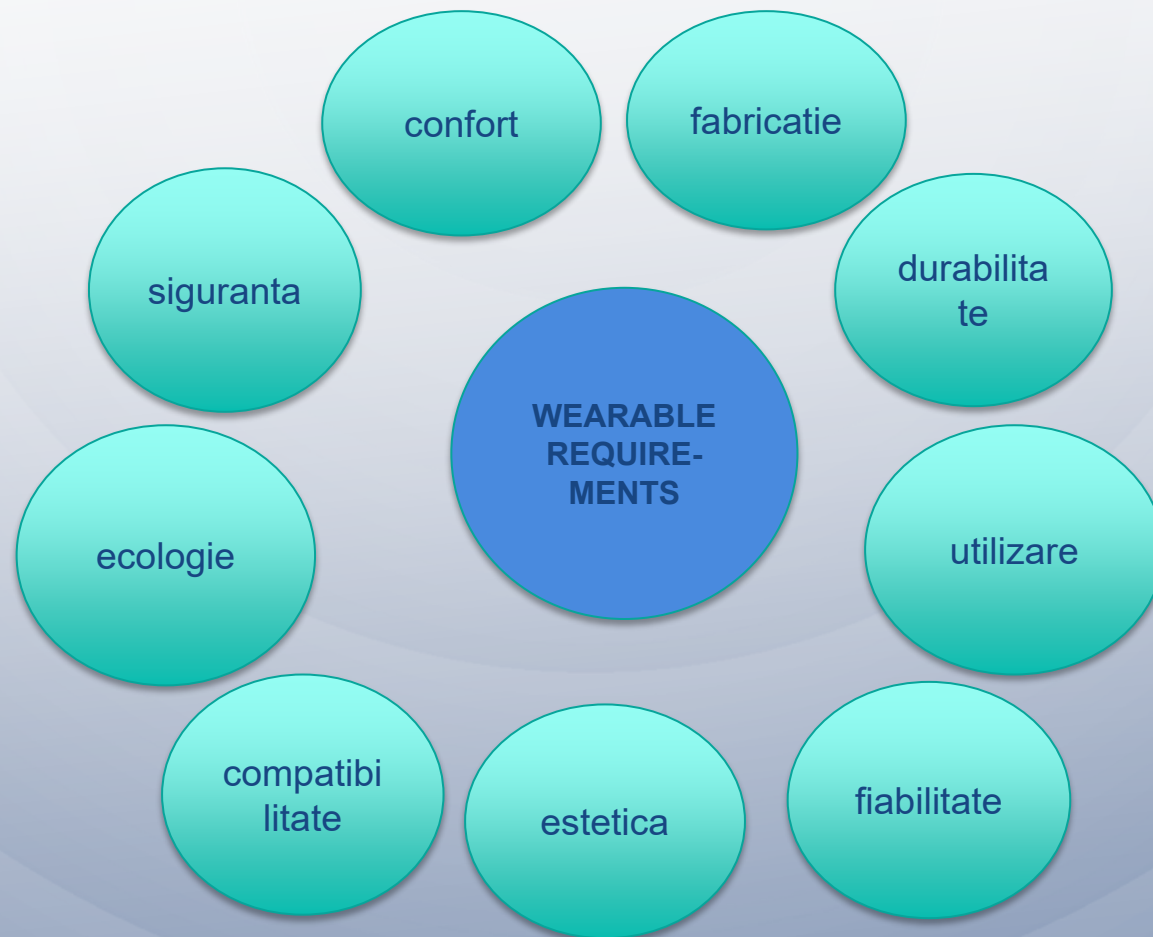 confort
fabricatie
siguranta
durabilita
te
WEARABLE
REQUIRE-
MENTS
ecologie
utilizare
compatibi
litate
estetica
fiabilitate